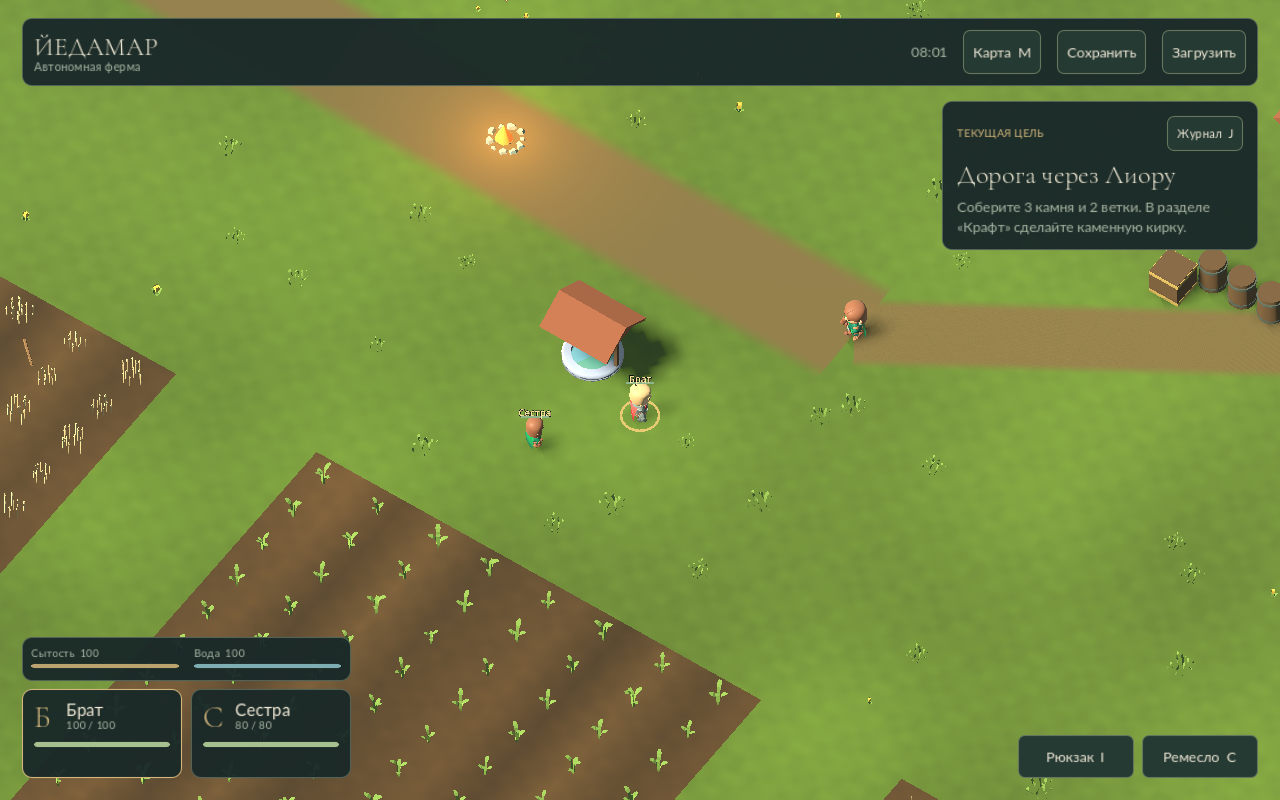 ЙЕДАМАР
Автономная ферма
08:01
Карта M
Сохранить
Загрузить
ТЕКУЩАЯ ЦЕЛЬ
Журнал J
Дорога через Лиору
Соберите 3 камня и 2 ветки. В разделе
«Крафт» сделайте каменную кирку.
Брат
Сестра
Сытость 100
Вода 100
Б
Брат
100 / 100
С
Сестра
80 / 80
Рюкзак I
Ремесло C